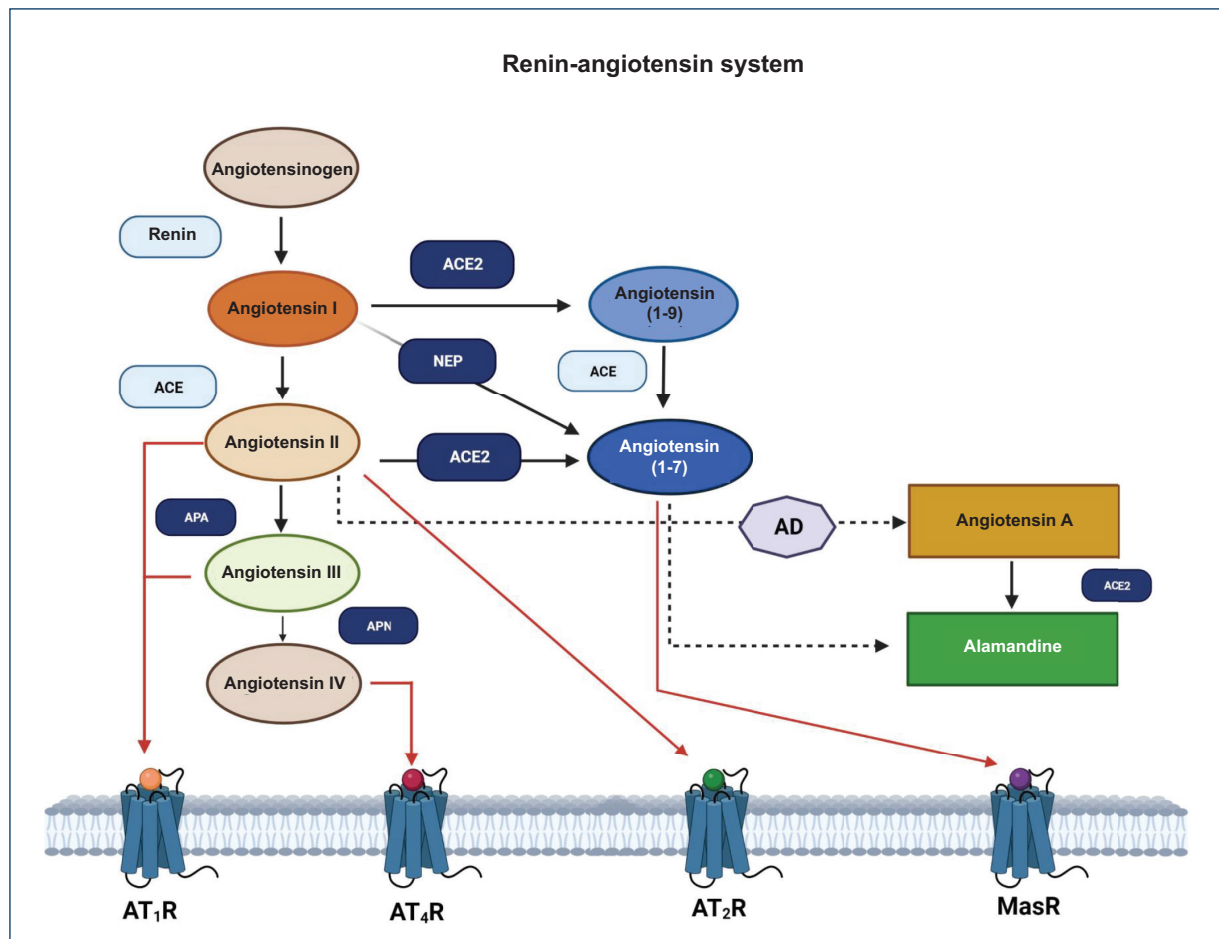 Renin-angiotensin system
Angiotensinogen
Renin
ACE2
Angiotensin I
Angiotensin
(1-9)
NEP
ACE
ACE
Angiotensin II
ACE2
Angiotensin
(1-7)
APA
AD
Angiotensin A
Angiotensin III
ACE2
APN
Alamandine
Angiotensin IV
AT₁R
AT₄R
AT₂R
MasR